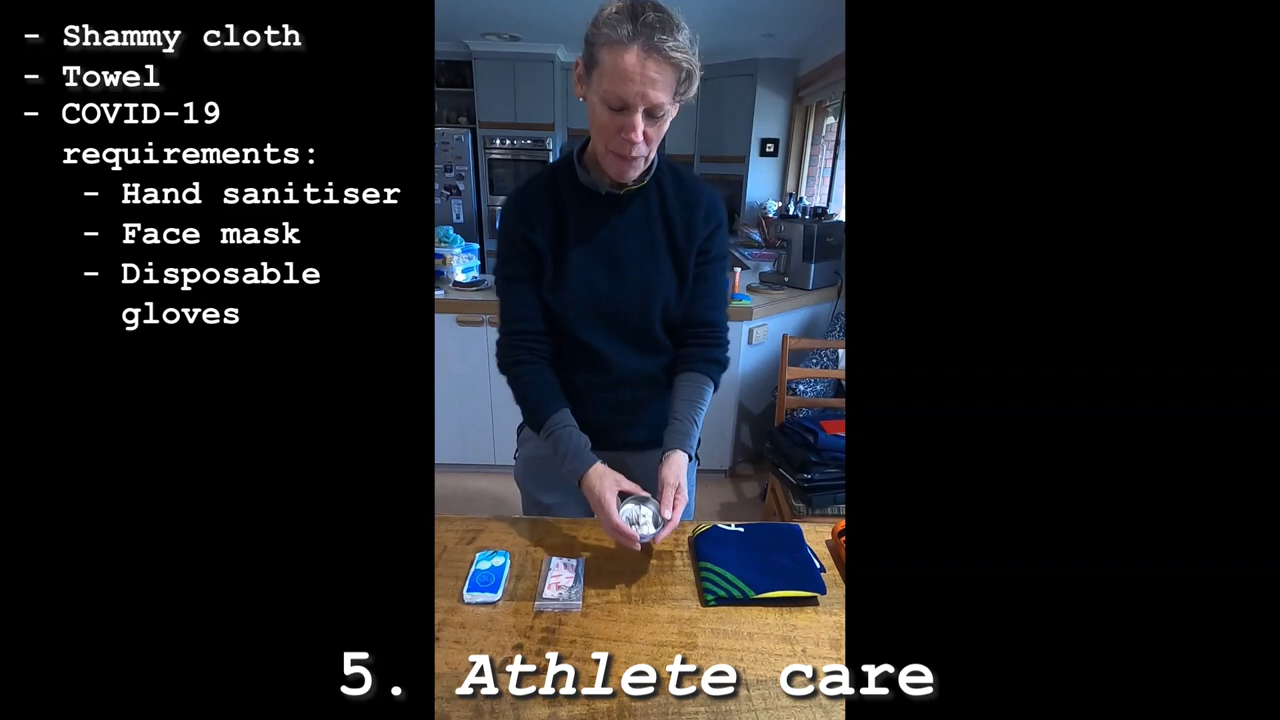 - Shammy cloth
- Towel
- COVID-19
requirements:
- Hand sanitiser
- Face mask
- Disposable
gloves
5. Athlete care